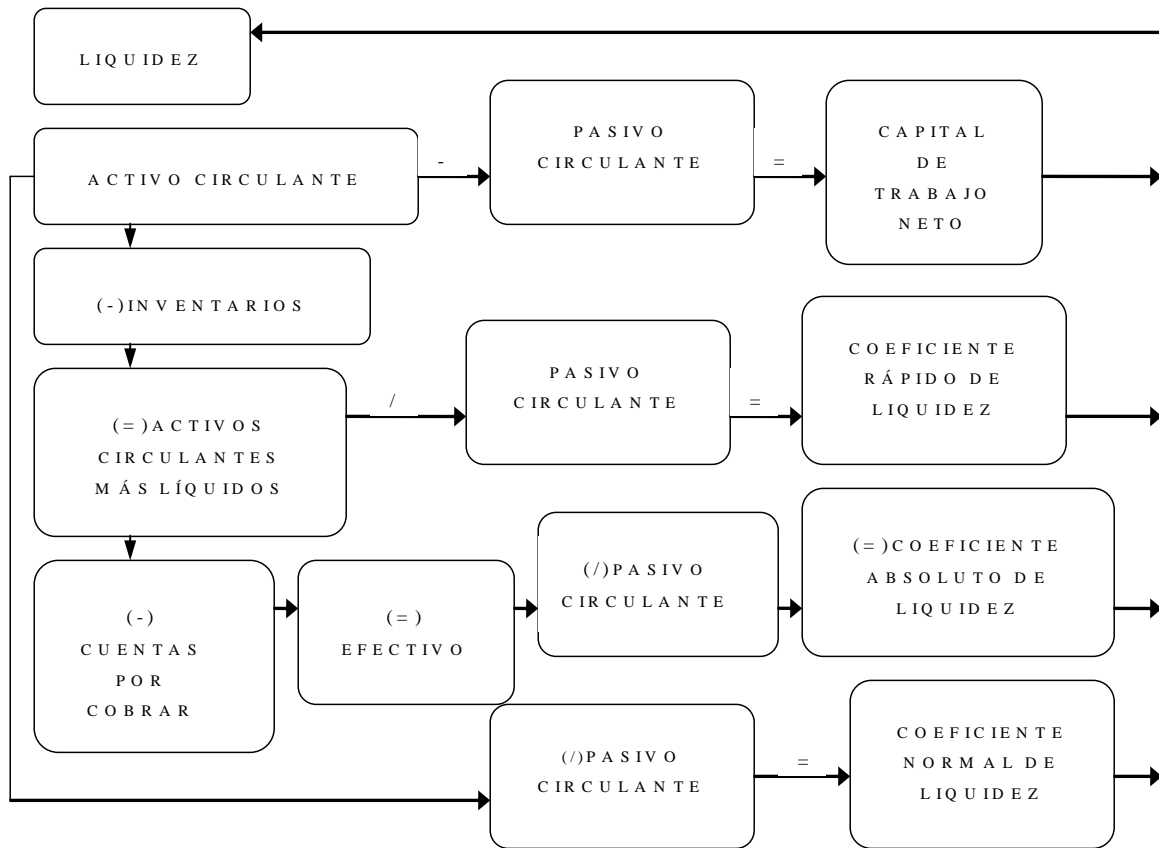 LIQUIDEZ
ACTIVO CIRCULANTE
-
PASIVO
CIRCULANTE
=
CAPITAL
DE
TRABAJO
NETO
(-)INVENTARIOS
(=)ACTIVOS
CIRCULANTES
MÁS LÍQUIDOS
/
PASIVO
CIRCULANTE
=
COEFICIENTE
RÁPIDO DE
LIQUIDEZ
(-)
CUENTAS
POR
COBRAR
(=)
EFECTIVO
(/)PASIVO
CIRCULANTE
(=)COEFICIENTE
ABSOLUTO DE
LIQUIDEZ
(/)PASIVO
CIRCULANTE
=
COEFICIENTE
NORMAL DE
LIQUIDEZ